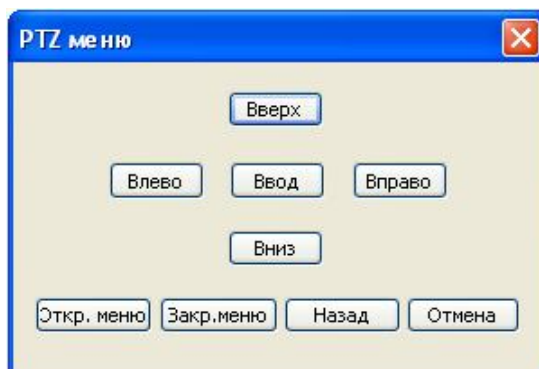 PTZ меню
Вверх
Влево Ввод Вправо
Вниз
Откр. меню Закр.меню Назад Отмена